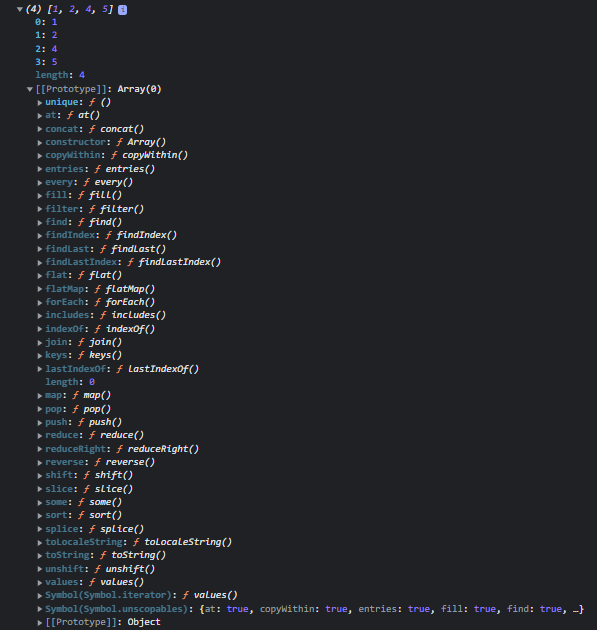 (4) [1, 2, 4, 5] i
0: 1
1: 2
2: 4
3: 5
length: 4
[[Prototype]]: Array(0)
unique: ƒ ()
at: ƒ at()
concat: ƒ concat()
constructor: ƒ Array()
copyWithin: ƒ copyWithin()
entries: ƒ entries()
every: ƒ every()
fill: ƒ fill()
filter: ƒ filter()
find: ƒ find()
findIndex: ƒ findIndex()
findLast: ƒ findLast()
findLastIndex: ƒ findLastIndex()
flat: ƒ flat()
flatMap: ƒ flatMap()
forEach: ƒ forEach()
includes: ƒ includes()
indexOf: ƒ indexOf()
join: ƒ join()
keys: ƒ keys()
lastIndexOf: ƒ lastIndexOf()
length: 0
map: ƒ map()
pop: ƒ pop()
push: ƒ push()
reduce: ƒ reduce()
reduceRight: ƒ reduceRight()
reverse: ƒ reverse()
shift: ƒ shift()
slice: ƒ slice()
some: ƒ some()
sort: ƒ sort()
splice: ƒ splice()
toLocaleString: ƒ toLocaleString()
toString: ƒ toString()
unshift: ƒ unshift()
values: ƒ values()
Symbol(Symbol.iterator): ƒ values()
Symbol(Symbol.unscopables): {at: true, copyWithin: true, entries: true, fill: true, find: true, …}
[[Prototype]]: Object